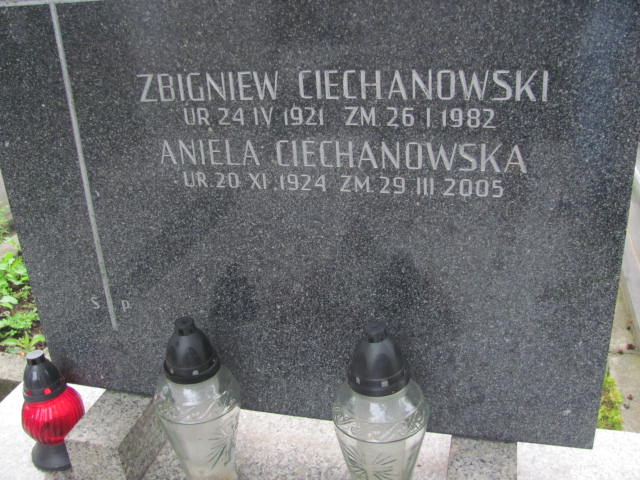 ZBIGNIEW CIECHANOWSKI
UR 24 IV 1921 ZM 26 I 1982
ANIELA CIECHANOWSKA
UR. 20 XI 1924 ZM. 29 III 2005
Ś p